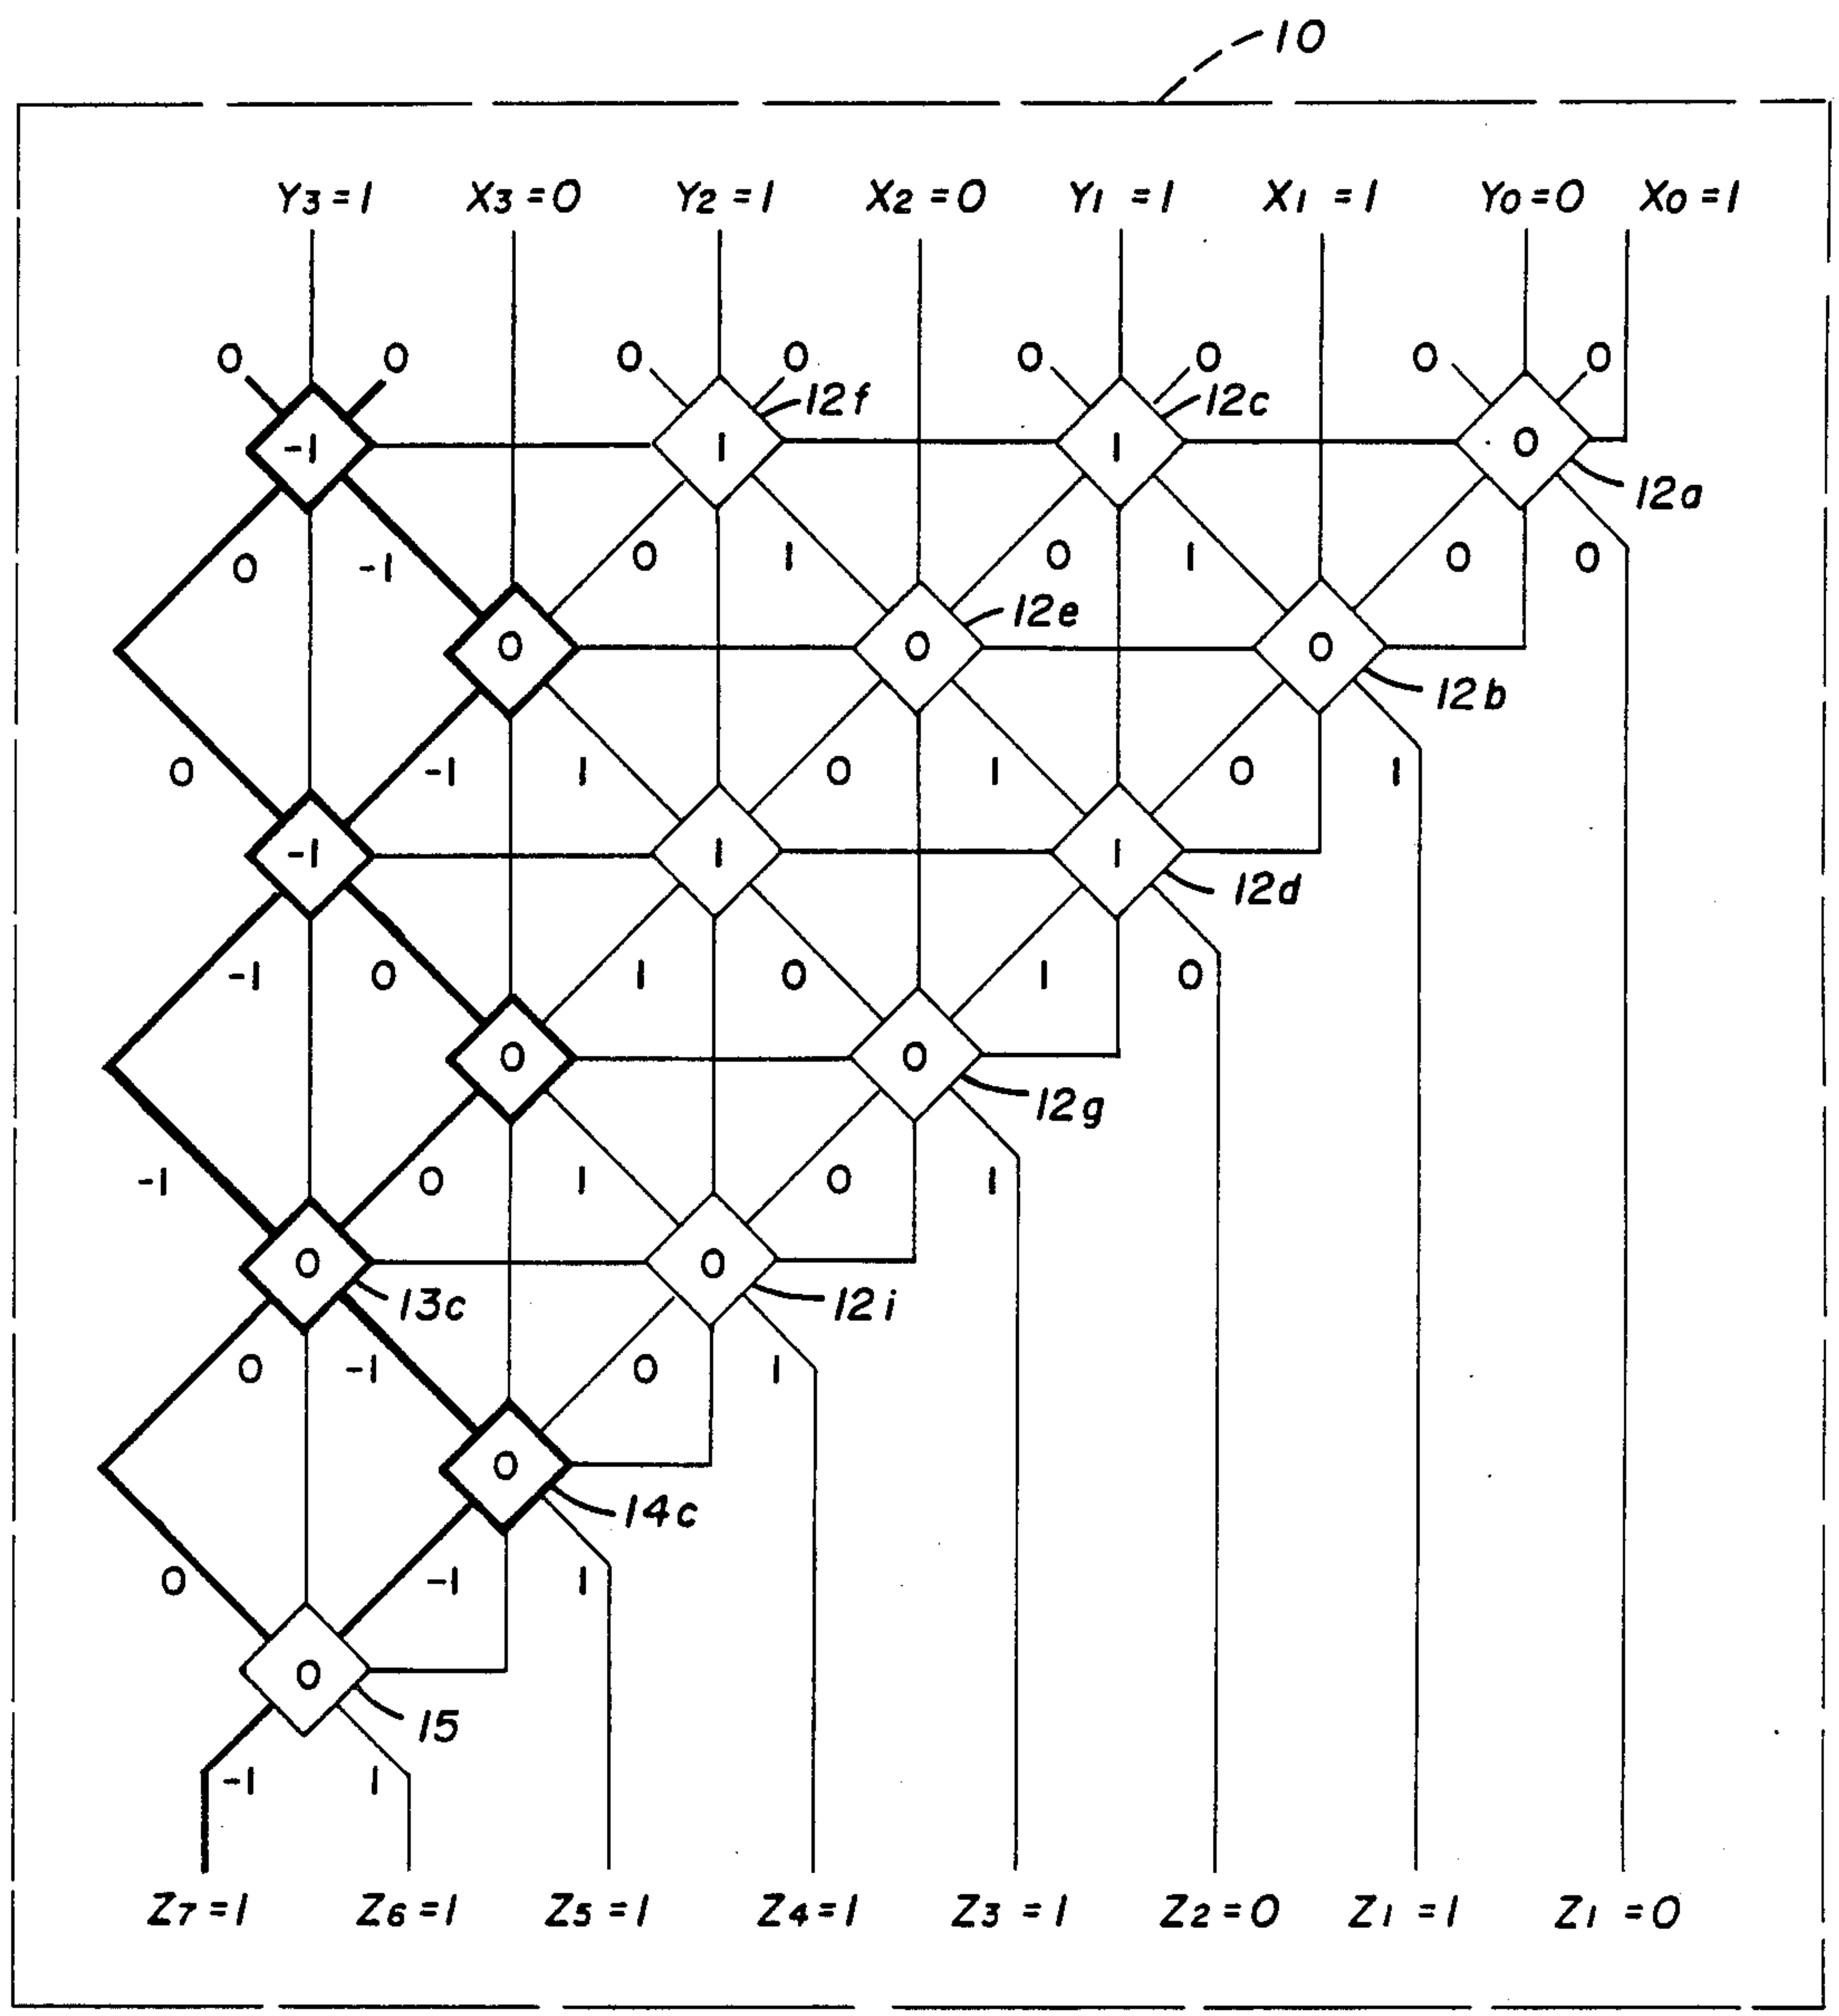 10
Y3=1 X3=0 Y2=1 X2=0 Y1=1 X1=1 Y0=0 X0=1
0 0 0 0 0 0 0 0
12f 12c
-1 1 1 0
12a
0 -1 0 1 0 1 0 0
12e
0 0 0
12b
0 -1 1 0 1 0 1
-1 1 1
12d
-1 0 1 0 1 0
0 0
12g
-1 0 1 0 1
0 0
13c 12i
0 -1 0 1
0
14c
0 -1 1
0
15
-1 1
Z7=1 Z6=1 Z5=1 Z4=1 Z3=1 Z2=0 Z1=1 Z1=0